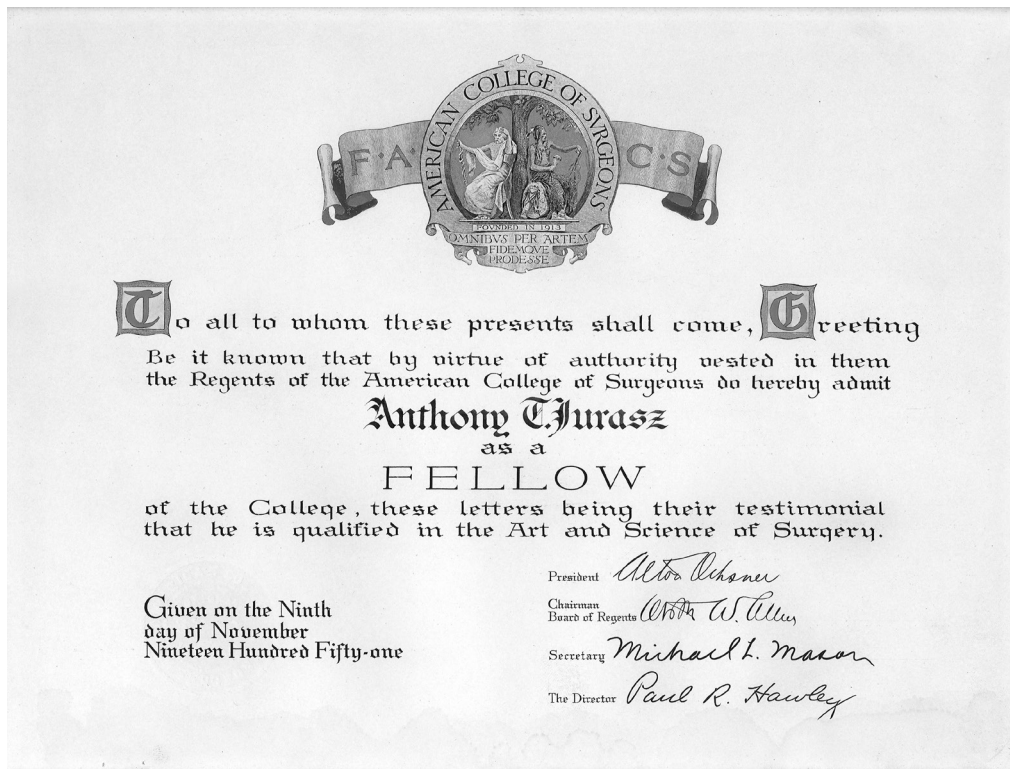 AMERICAN COLLEGE OF SVRGEONS
F·A·C·S
FOVNDED IN 1913
OMNIBVS PER ARTEM
FIDEMQVE
PRODESSE
To all to whom these presents shall come, Greeting
Be it known that by virtue of authority vested in them
the Regents of the American College of Surgeons do hereby admit
Anthony T. Jurasz
as a
FELLOW
of the College, these letters being their testimonial
that he is qualified in the Art and Science of Surgery.
Given on the Ninth
day of November
Nineteen Hundred Fifty-one
President Alton Ochsner
Chairman
Board of Regents W. Allen
Secretary Michael L. Mason
The Director Paul R. Hawley